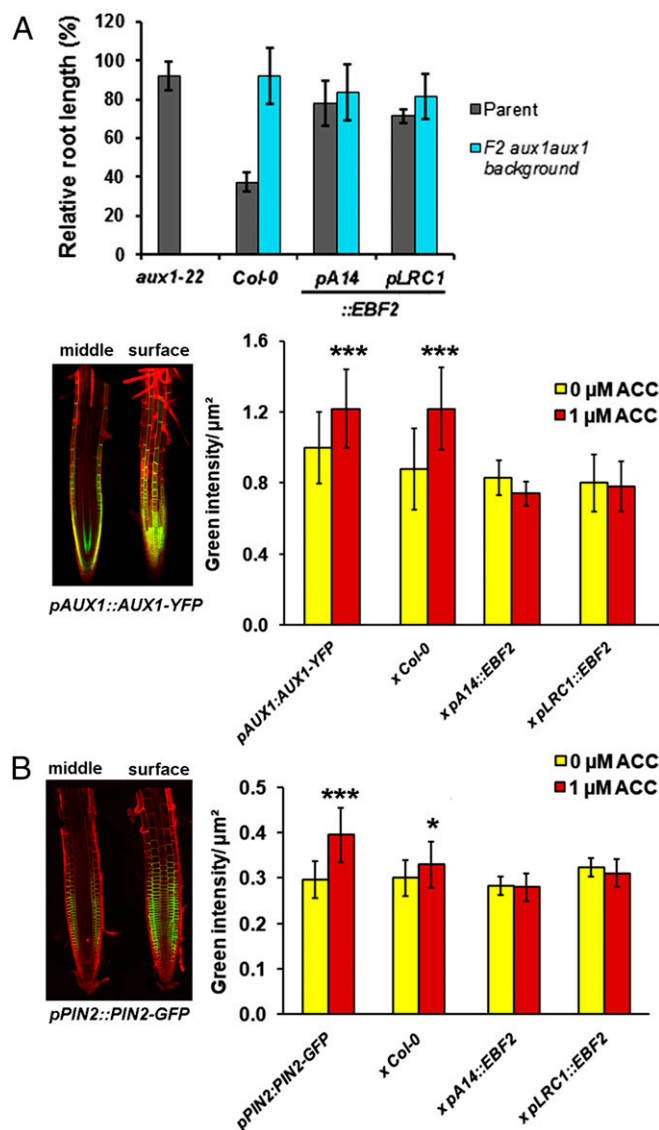 A
Relative root length (%)
120
100
80
60
40
20
0
aux1-22 Col-0 pA14 pLRC1
::EBF2
Parent
F2 aux1aux1
background
middle surface
pAUX1::AUX1-YFP
Green intensity/µm²
1.6
1.2
0.8
0.4
0.0
*** ***
0 µM ACC
1 µM ACC
pAUX1:AUX1-YFP
x Col-0
x pA14::EBF2
x pLRC1::EBF2
B
middle surface
pPIN2::PIN2-GFP
Green intensity/µm²
0.5
0.4
0.3
0.2
0.1
0.0
*** *
0 µM ACC
1 µM ACC
pPIN2:PIN2-GFP
x Col-0
x pA14::EBF2
x pLRC1::EBF2